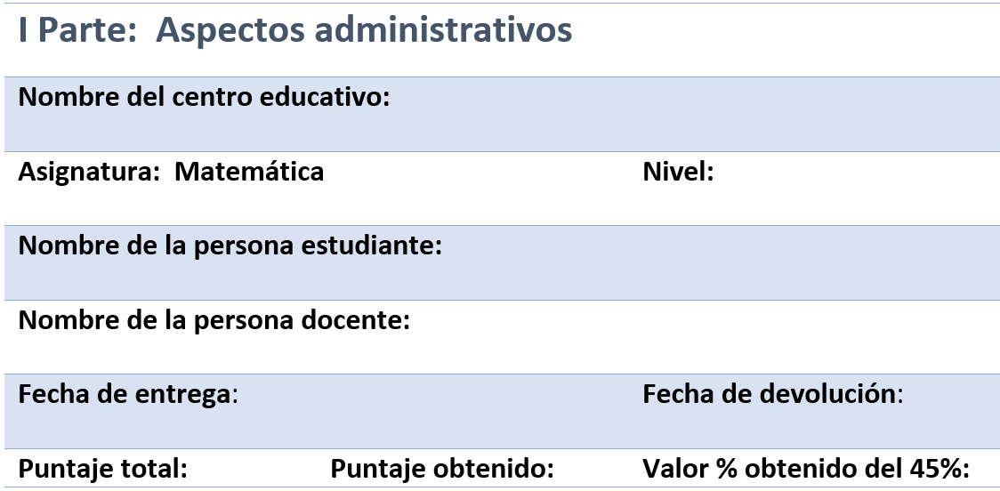 I Parte:  Aspectos administrativos
Nombre del centro educativo:
Asignatura:  Matemática Nivel:
Nombre de la persona estudiante:
Nombre de la persona docente:
Fecha de entrega: Fecha de devolución:
Puntaje total: Puntaje obtenido: Valor % obtenido del 45%: